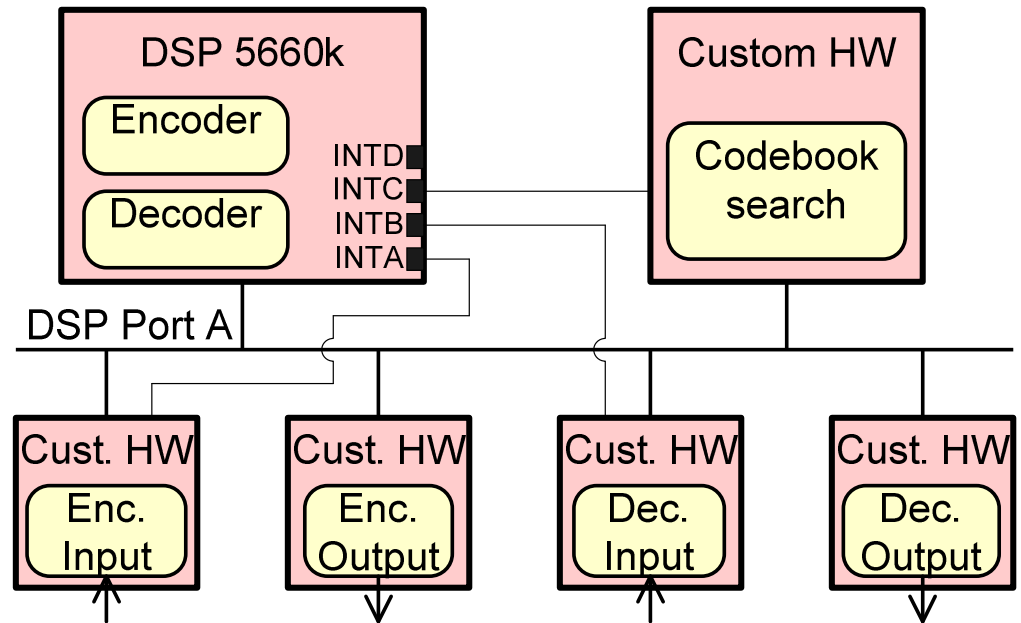 DSP 5660k
Encoder
Decoder
INTD
INTC
INTB
INTA
Custom HW
Codebook
search
DSP Port A
Cust. HW
Enc.
Input
Cust. HW
Enc.
Output
Cust. HW
Dec.
Input
Cust. HW
Dec.
Output